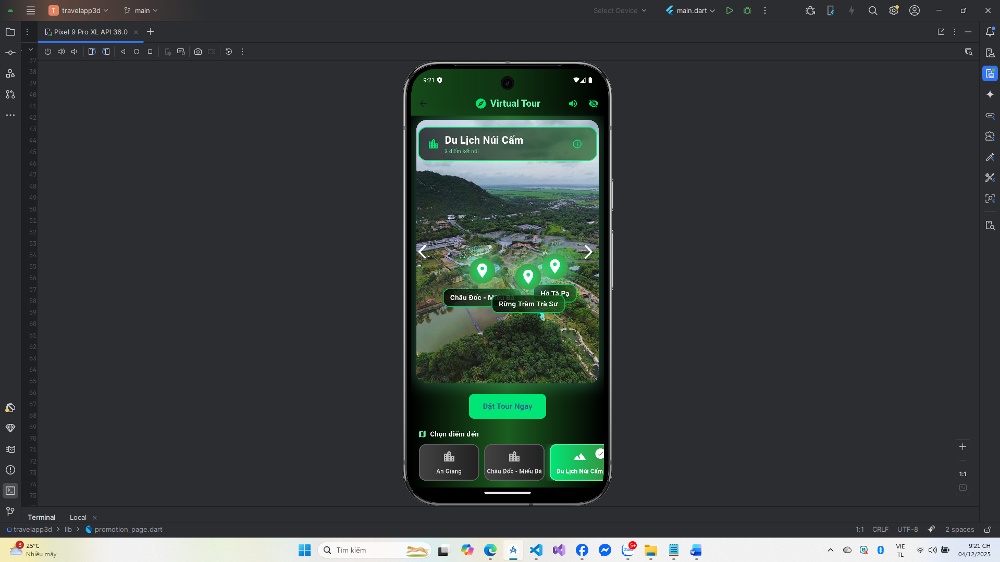 T travelapp3d
main
Select Device
main.dart
Pixel 9 Pro XL API 36.0
37
38
39
40
41
42
43
44
45
46
47
48
49
50
51
52
53
54
55
56
57
58
59
60
61
62
63
64
65
66
67
68
69
70
71
72
73
74
75
9:21
Virtual Tour
Du Lịch Núi Cấm
3 điểm kết nối
Hồ Tà Pạ
Châu Đốc - Miếu Bà
Rừng Tràm Trà Sư
Đặt Tour Ngay
Chọn điểm đến
An Giang
Châu Đốc - Miếu Bà
Du Lịch Núi Cấm
1:1
Terminal
Local
travelapp3d > lib > promotion_page.dart
1:1
CRLF
UTF-8
2 spaces
3
25°C
Nhiều mây
Tìm kiếm
Zalo
5+
VIE
TL
9:21 CH
04/12/2025